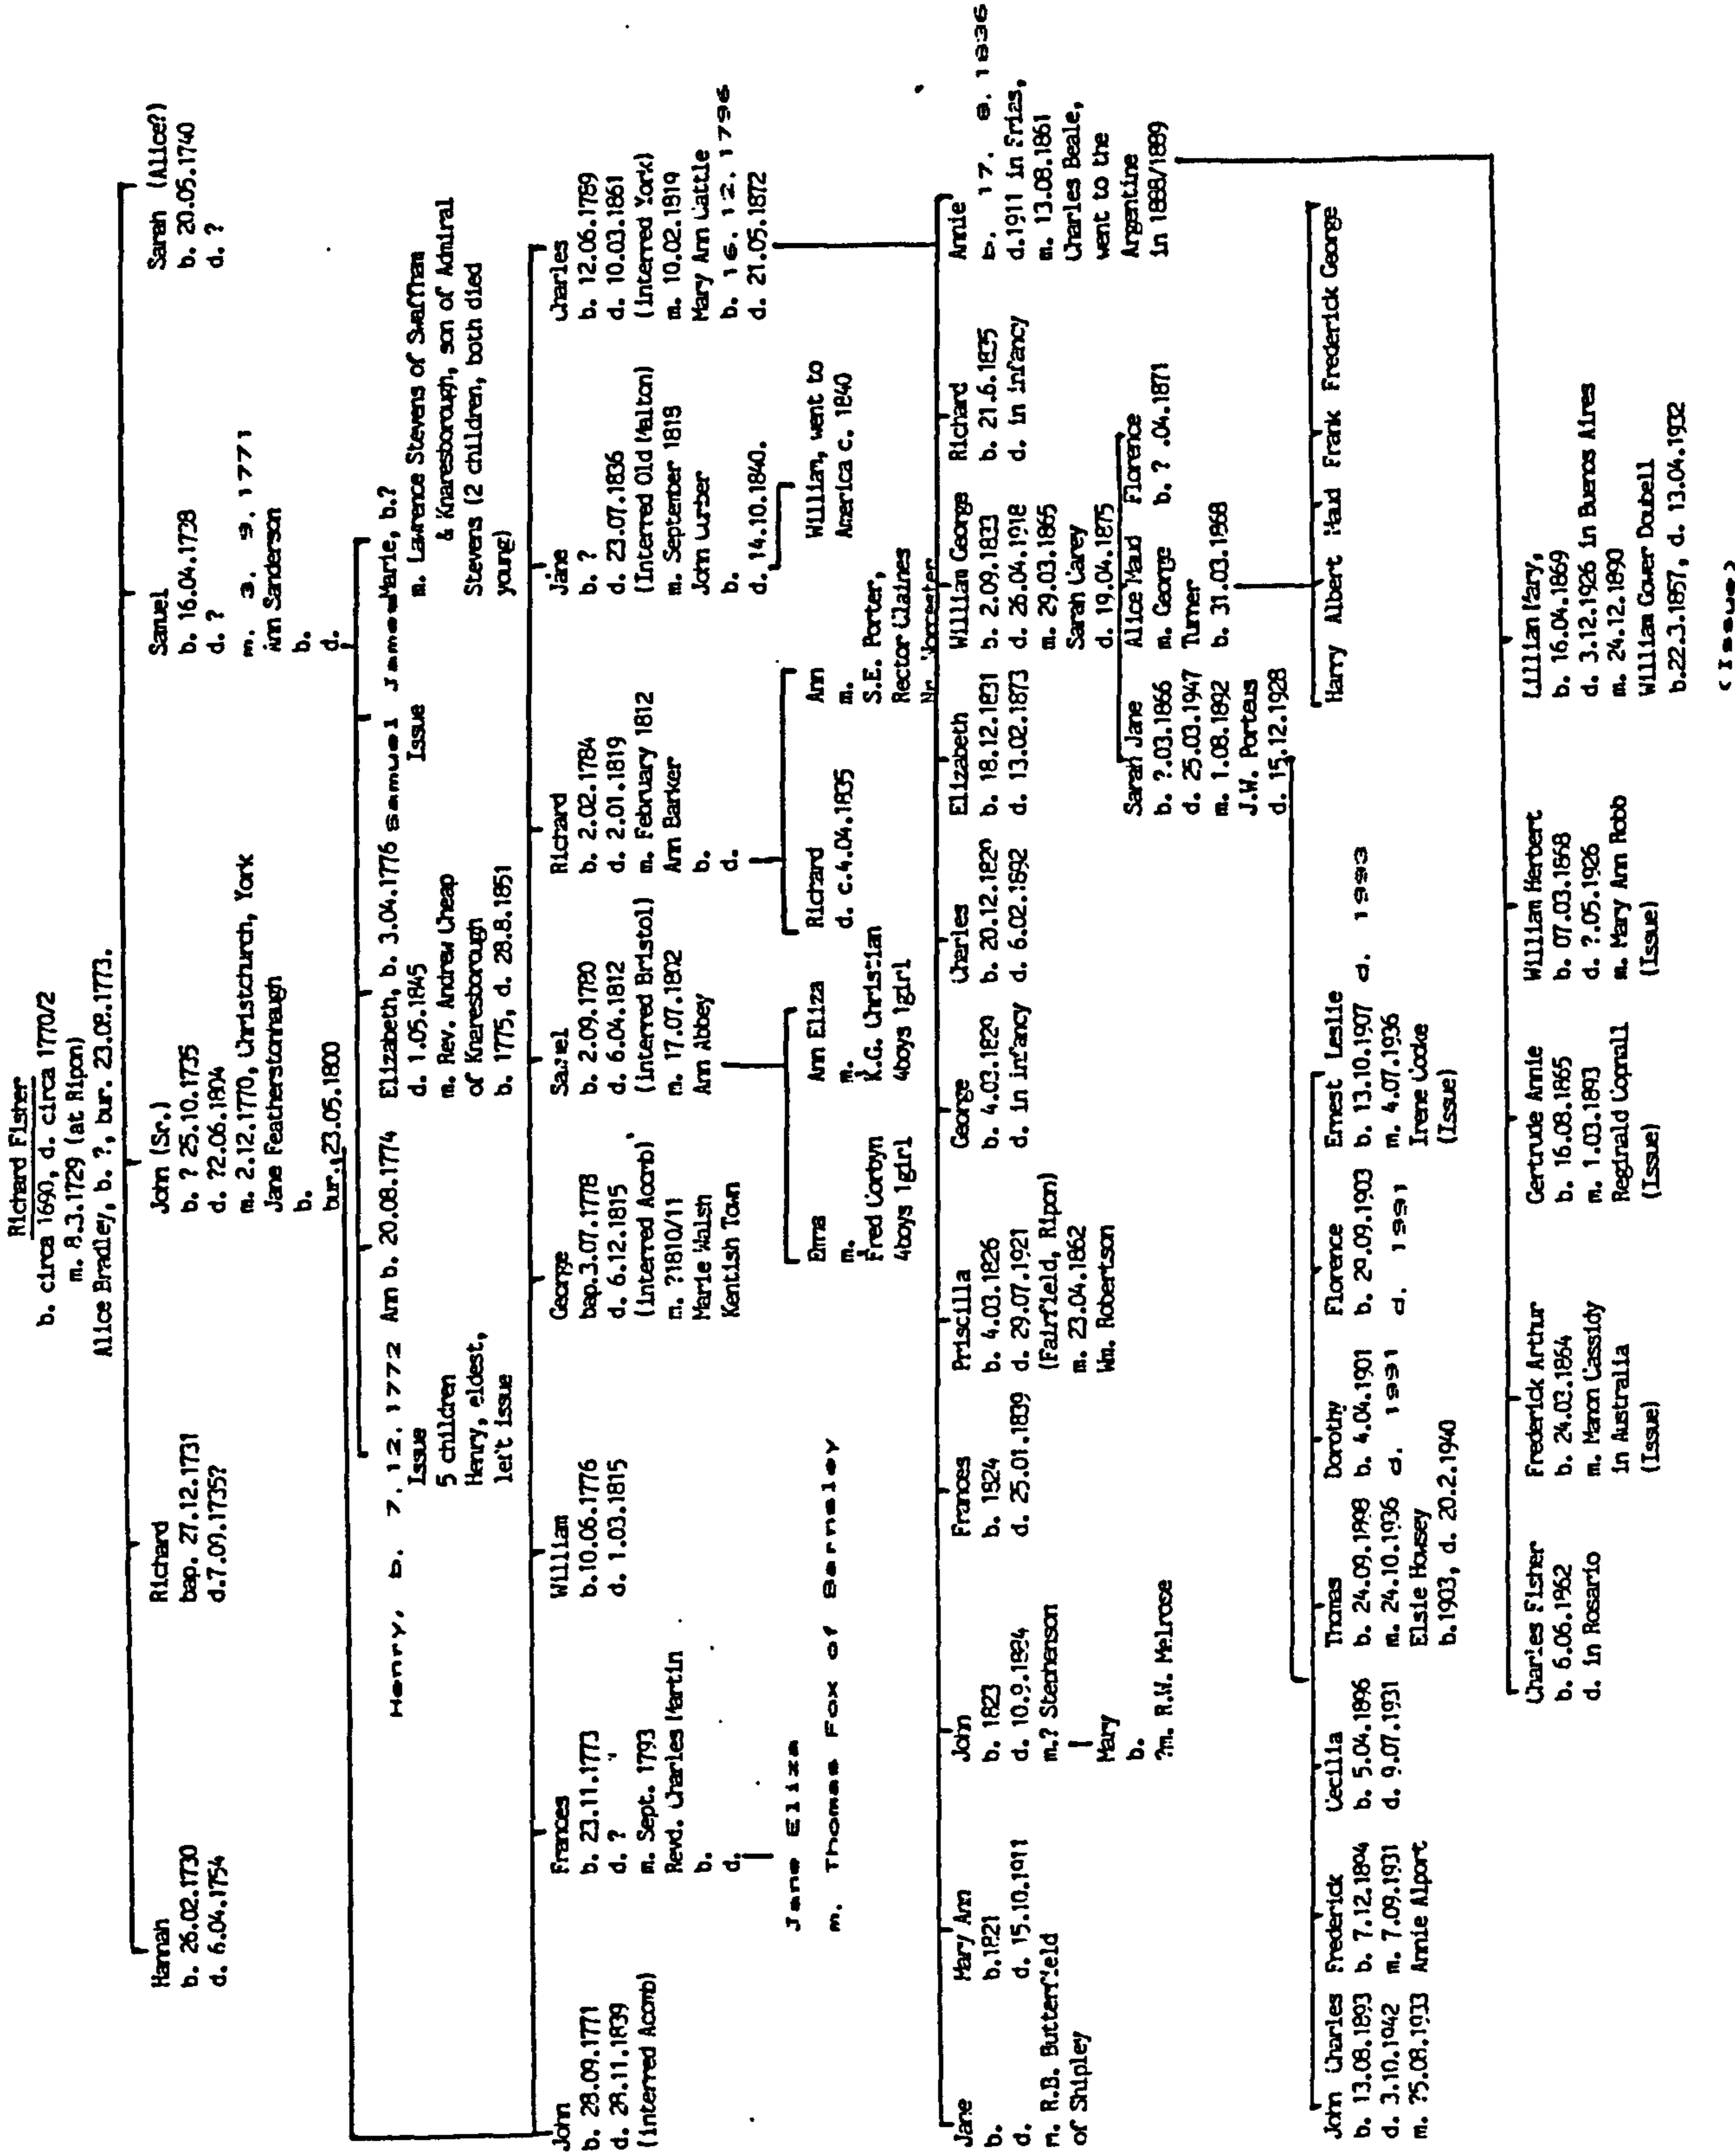 Richard Fisher
b. circa 1690, d. circa 1770/2
m. 8.3.1729 (at Ripon)
Alice Bradley, b. ?, bur. 23.02.1773.
Hannah
b. 26.02.1730
d. 6.04.1754
Richard
bap. 27.12.1731
d.7.09.1735?
John (Sr.)
b. ? 25.10.1735
d. ?2.06.1804
m. 2.12.1770, Christchurch, York
Jane Featherstonhaugh
b.
bur. 23.05.1800
Samuel
b. 16.04.1738
d. ?
m. 3. 9. 1771
Ann Sanderson
b.
d.
Sarah (Alice?)
b. 20.05.1740
d. ?
Henry, b. 7. 12. 1772
Issue
5 children
Henry, eldest,
left issue
Ann b. 20.08.1774
Elizabeth, b. 3.04.1776
d. 1.05.1845
m. Rev. Andrew Cheap
of Knaresborough
b. 1775, d. 28.8.1851
Samuel
Issue
James
Marie, b.?
m. Lawrence Stevens of Swaffham
& Knaresborough, son of Admiral
Stevens (2 children, both died
young)
John
b. 28.09.1771
d. 28.11.1839
(interred Acomb)
Frances
b. 23.11.1773
d. ?
m. Sept. 1793
Revd. Charles Martin
b.
d.
Jane Eliza
m. Thomas Fox of Barnsley
William
b.10.06.1776
d. 1.03.1815
George
bap.3.07.1778
d. 6.12.1815
(interred Acomb)
m. ?1810/11
Marie Walsh
Kentish Town
Samuel
b. 2.09.1780
d. 6.04.1812
(interred Bristol)
m. 17.07.1802
Ann Abbey
Richard
b. 2.02.1784
d. 2.01.1819
m. February 1812
Ann Barker
b.
d.
Jane
b. ?
d. 23.07.1836
(Interred Old Malton)
m. September 1818
John
b.
d. 14.10.1840.
Charles
b. 12.06.1789
d. 10.03.1861
(interred York)
m. 10.02.1819
Mary Ann Cattle
b. 16. 12. 1796
d. 21.05.1872
Emma
m.
Fred Corbyn
4boys 1girl
Ann Eliza
m.
K.G. Christian
4boys 1girl
Richard
d. c.4.04.1835
Ann
m.
S.E. Porter,
Rector Claines
Nr. Worcester
William, went to
America c. 1840
Jane
b.
d.
m. R.B. Butterfield
of Shipley
Mary Ann
b.1821
d. 15.10.1911
John
b. 1823
d. 10.9.1884
m.? Stephenson
Mary
b.
?m. R.W. Melrose
Frances
b. 1824
d. 25.01.1839
Priscilla
b. 4.03.1826
d. 29.07.1921
(Fairfield, Ripon)
m. 23.04.1862
Wm. Robertson
George
b. 4.03.1829
d. in infancy
Charles
b. 20.12.1829
d. 6.02.1892
Elizabeth
b. 18.12.1831
d. 13.02.1873
William George
b. 2.09.1833
d. 26.04.1918
m. 29.03.1865
Sarah Carey
d. 19.04.1875
Richard
b. 21.6.1835
d. in infancy
Annie
b. 17. 8. 1836
d.1911 in Frias,
m. 13.08.1861
Charles Beale,
went to the
Argentine
in 1888/1889
Sarah Jane
b. ?.03.1866
d. 25.03.1947
m. 1.08.1892
J.W. Porteus
d. 15.12.1928
Alice Maud
m. George
Turner
b. 31.03.1868
Florence
b. ? .04.1871
John Charles
b. 13.08.1893
d. 3.10.1942
m. ?5.08.1933
Frederick
b. 7.12.1894
m. 7.09.1931
Annie Alport
Cecilia
b. 5.04.1896
d. 9.07.1931
Thomas
b. 24.09.1898
m. 24.10.1936
Elsie Howsey
b.1903, d. 20.2.1940
Dorothy
b. 4.04.1901
d. 1991
Florence
b. 29.09.1903
d. 1991
Ernest Leslie
b. 13.10.1907 d. 1993
m. 4.07.1936
Irene Cooke
(Issue)
Harry Albert Maud Frank Frederick George
Charles Fisher
b. 6.06.1862
d. in Rosario
Frederick Arthur
b. 24.03.1864
m. Manon Cassidy
in Australia
(Issue)
Gertrude Annie
b. 16.08.1865
m. 1.03.1893
Reginald Copnall
(Issue)
William Herbert
b. 07.03.1868
d. ?.05.1926
m. Mary Ann Robb
(Issue)
Lillian Mary,
b. 16.04.1869
d. 3.12.1926 in Buenos Aires
m. 24.12.1890
William Gower Doubell
b.22.3.1857, d. 13.04.1932
(Issue)